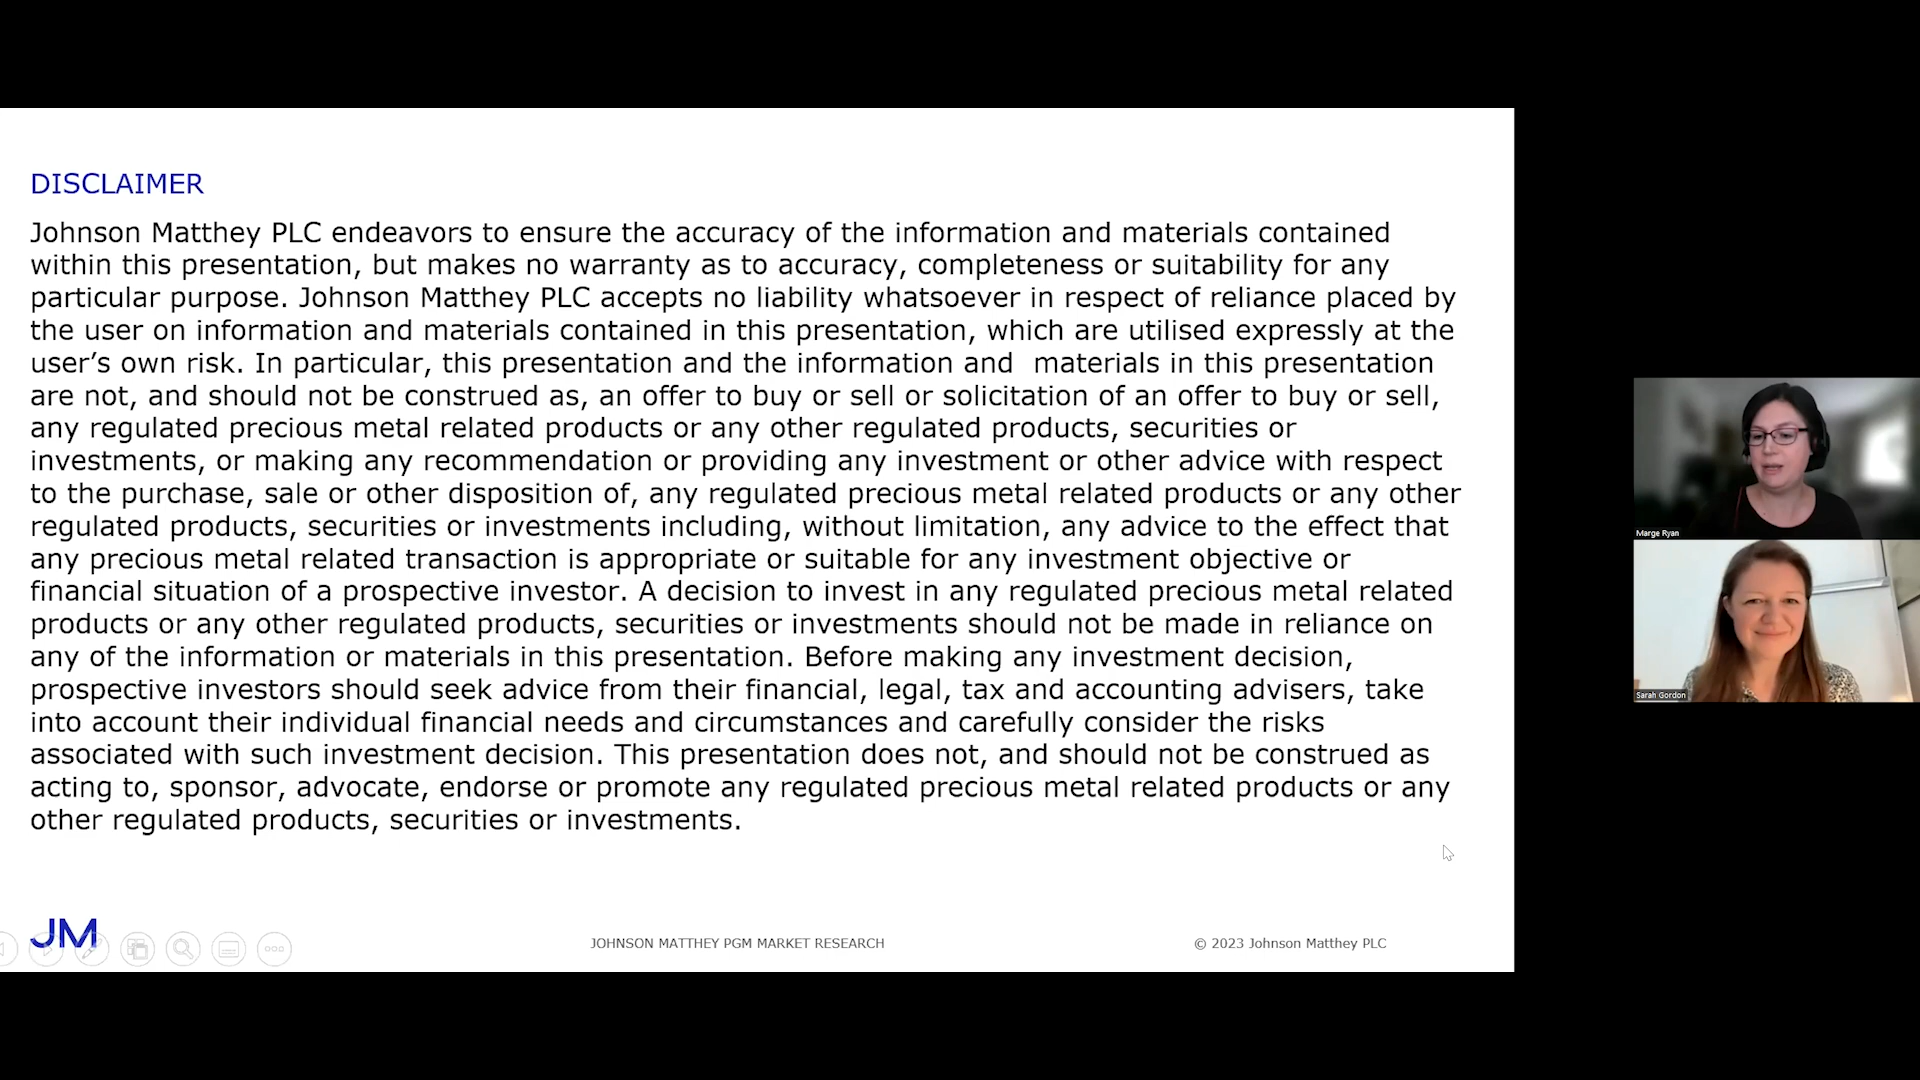 DISCLAIMER
Johnson Matthey PLC endeavors to ensure the accuracy of the information and materials contained
within this presentation, but makes no warranty as to accuracy, completeness or suitability for any
particular purpose. Johnson Matthey PLC accepts no liability whatsoever in respect of reliance placed by
the user on information and materials contained in this presentation, which are utilised expressly at the
user’s own risk. In particular, this presentation and the information and  materials in this presentation
are not, and should not be construed as, an offer to buy or sell or solicitation of an offer to buy or sell,
any regulated precious metal related products or any other regulated products, securities or
investments, or making any recommendation or providing any investment or other advice with respect
to the purchase, sale or other disposition of, any regulated precious metal related products or any other
regulated products, securities or investments including, without limitation, any advice to the effect that
any precious metal related transaction is appropriate or suitable for any investment objective or
financial situation of a prospective investor. A decision to invest in any regulated precious metal related
products or any other regulated products, securities or investments should not be made in reliance on
any of the information or materials in this presentation. Before making any investment decision,
prospective investors should seek advice from their financial, legal, tax and accounting advisers, take
into account their individual financial needs and circumstances and carefully consider the risks
associated with such investment decision. This presentation does not, and should not be construed as
acting to, sponsor, advocate, endorse or promote any regulated precious metal related products or any
other regulated products, securities or investments.
JM
JOHNSON MATTHEY PGM MARKET RESEARCH
© 2023 Johnson Matthey PLC
Marge Ryan
Sarah Gordon